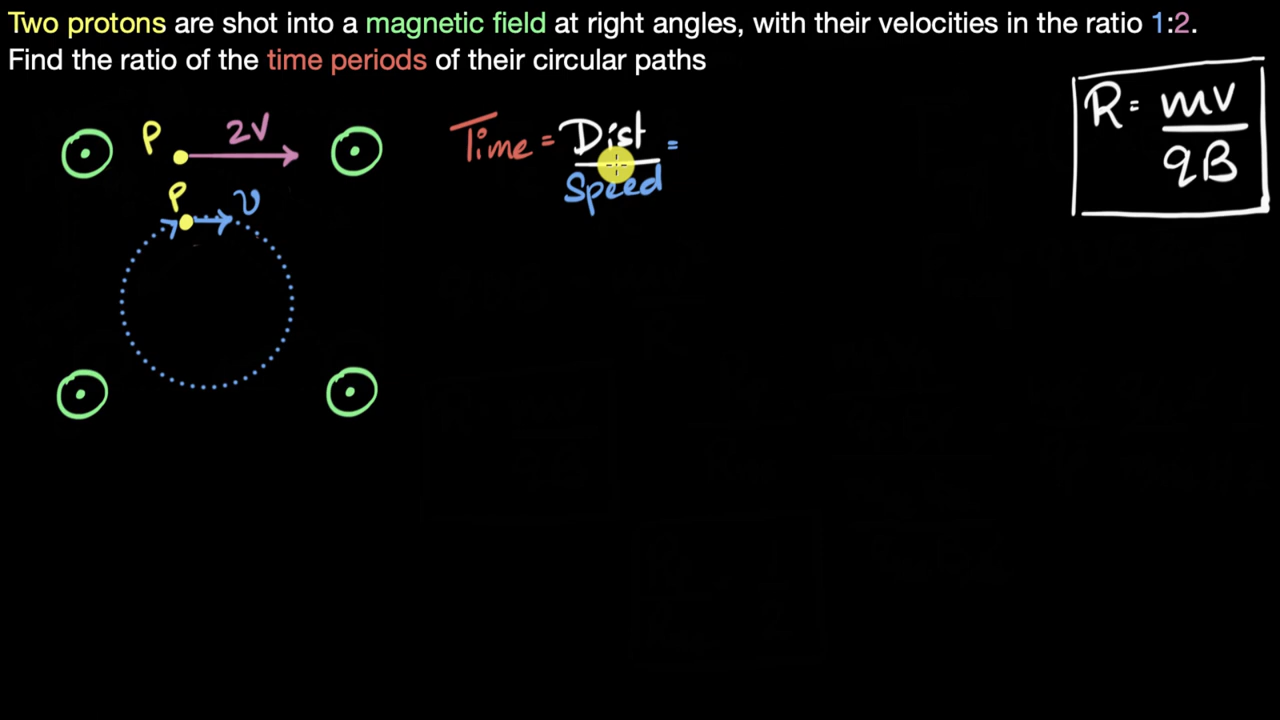 Two protons are shot into a magnetic field at right angles, with their velocities in the ratio 1:2.
Find the ratio of the time periods of their circular paths
R = mv
qB
P 2V
Time = Dist =
Speed
P v